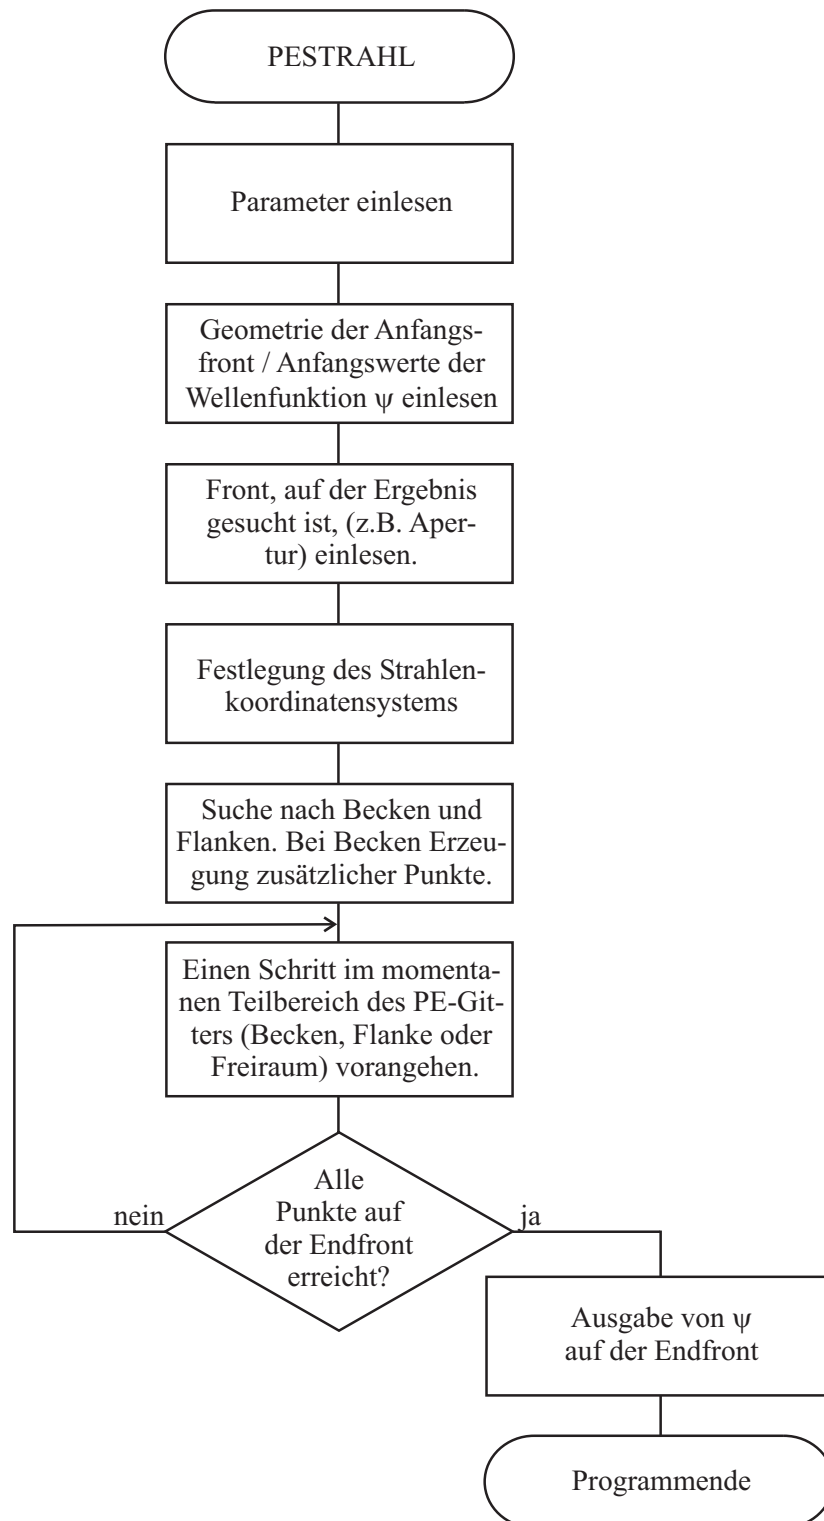 PESTRAHL
Parameter einlesen
Geometrie der Anfangs-
front / Anfangswerte der
Wellenfunktion ψ einlesen
Front, auf der Ergebnis
gesucht ist, (z.B. Aper-
tur) einlesen.
Festlegung des Strahlen-
koordinatensystems
Suche nach Becken und
Flanken. Bei Becken Erzeu-
gung zusätzlicher Punkte.
Einen Schritt im momenta-
nen Teilbereich des PE-Git-
ters (Becken, Flanke oder
Freiraum) vorangehen.
Alle
Punkte auf
der Endfront
erreicht?
nein
ja
Ausgabe von ψ
auf der Endfront
Programmende